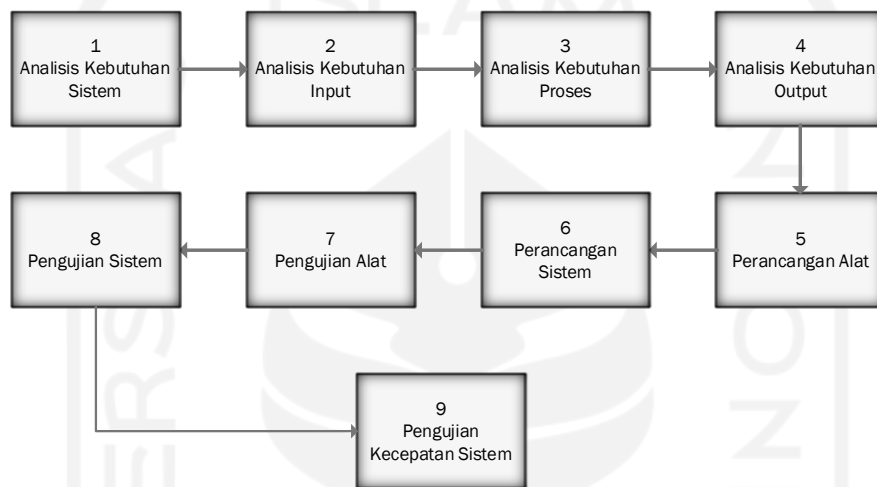 1
Analisis Kebutuhan
Sistem
2
Analisis Kebutuhan
Input
3
Analisis Kebutuhan
Proses
4
Analisis Kebutuhan
Output
5
Perancangan Alat
6
Perancangan
Sistem
7
Pengujian Alat
8
Pengujian Sistem
9
Pengujian
Kecepatan Sistem